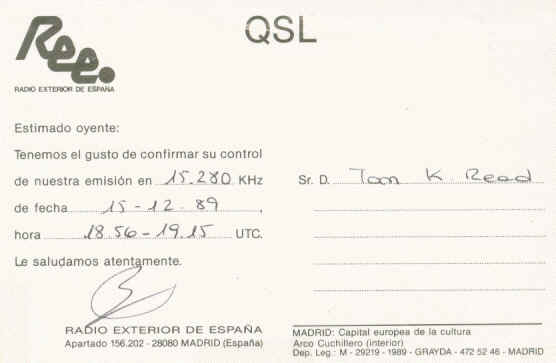 QSL
Ree.
RADIO EXTERIOR DE ESPAÑA
Estimado oyente:
Tenemos el gusto de confirmar su control
de nuestra emisión en 15.280 KHz
de fecha 15-12-89,
hora 18.56-19.15 UTC.
Le saludamos atentamente.
RADIO EXTERIOR DE ESPAÑA
Apartado 156.202 - 28080 MADRID (España)
Sr. D. Tom K. Read
MADRID: Capital europea de la cultura
Arco Cuchillero (interior)
Dep. Leg.: M - 29219 - 1989 - GRAYDA - 472 52 46 - MADRID